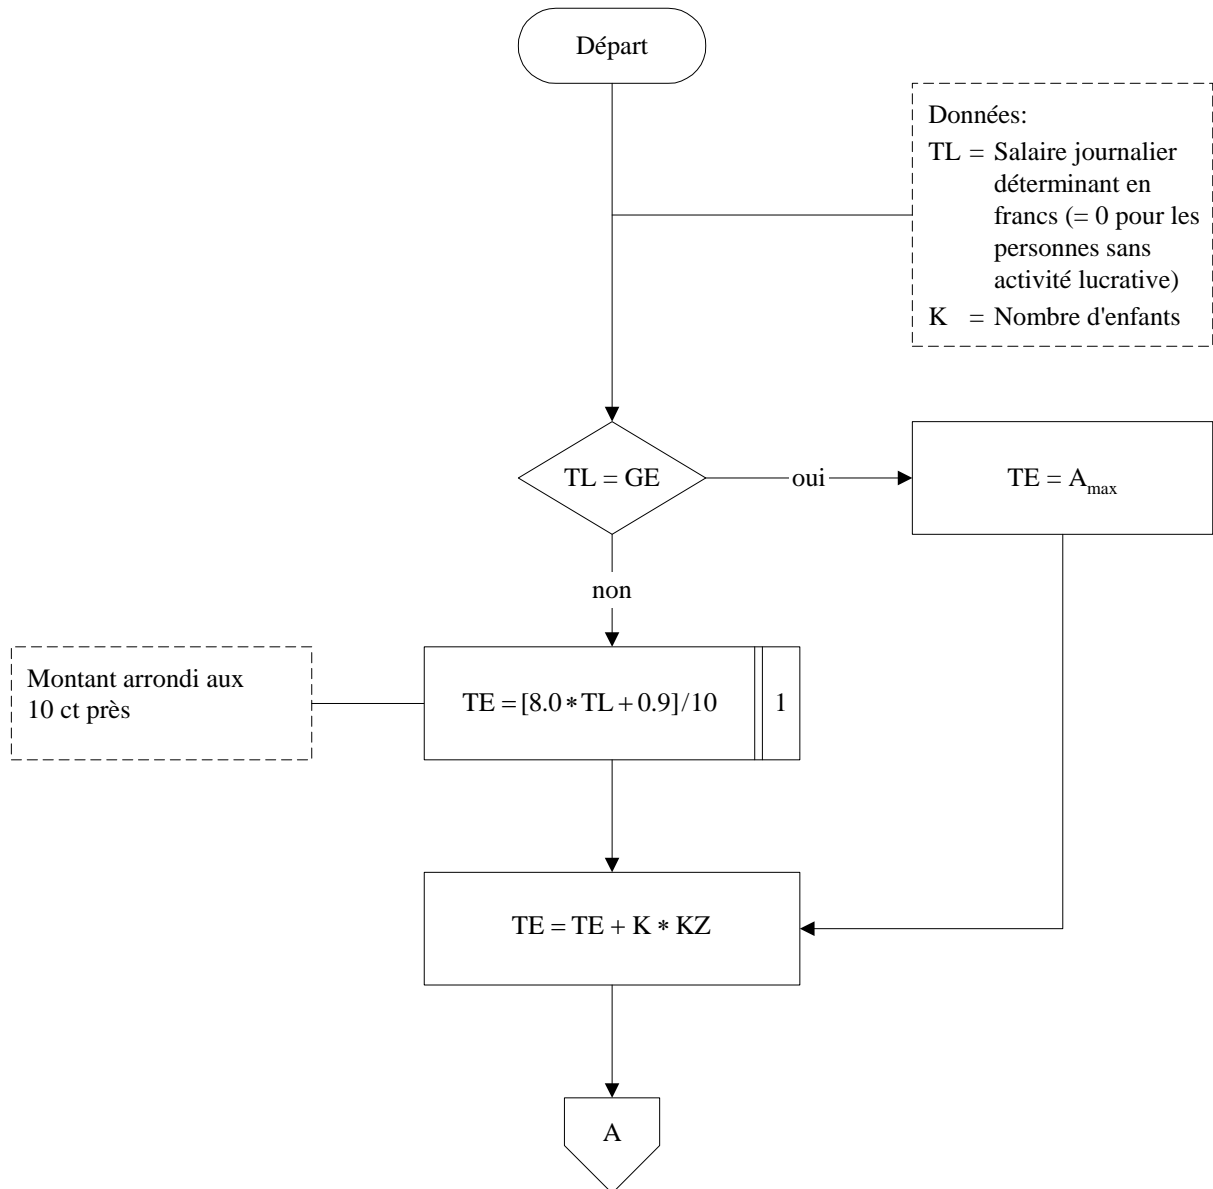 Départ
Données:
TL = Salaire journalier
déterminant en
francs (= 0 pour les
personnes sans
activité lucrative)
K = Nombre d'enfants
TL = GE
oui
TE = Amax
non
Montant arrondi aux
10 ct près
TE = [8.0 * TL + 0.9]/10
1
TE = TE + K * KZ
A